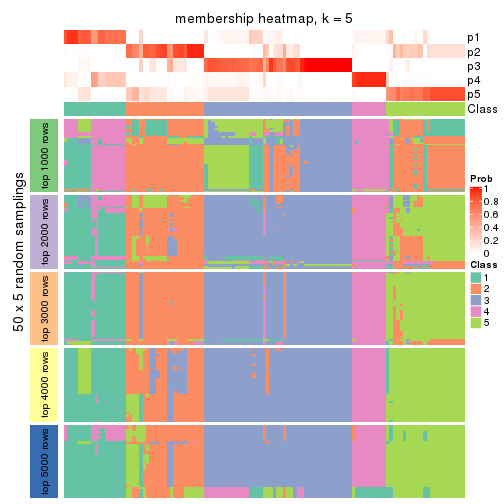 membership heatmap, k = 5
p1
p2
p3
p4
p5
Class
50 x 5 random samplings
top 1000 rows
top 2000 rows
top 3000 rows
top 4000 rows
top 5000 rows
Prob
1
0.8
0.6
0.4
0.2
0
Class
1
2
3
4
5